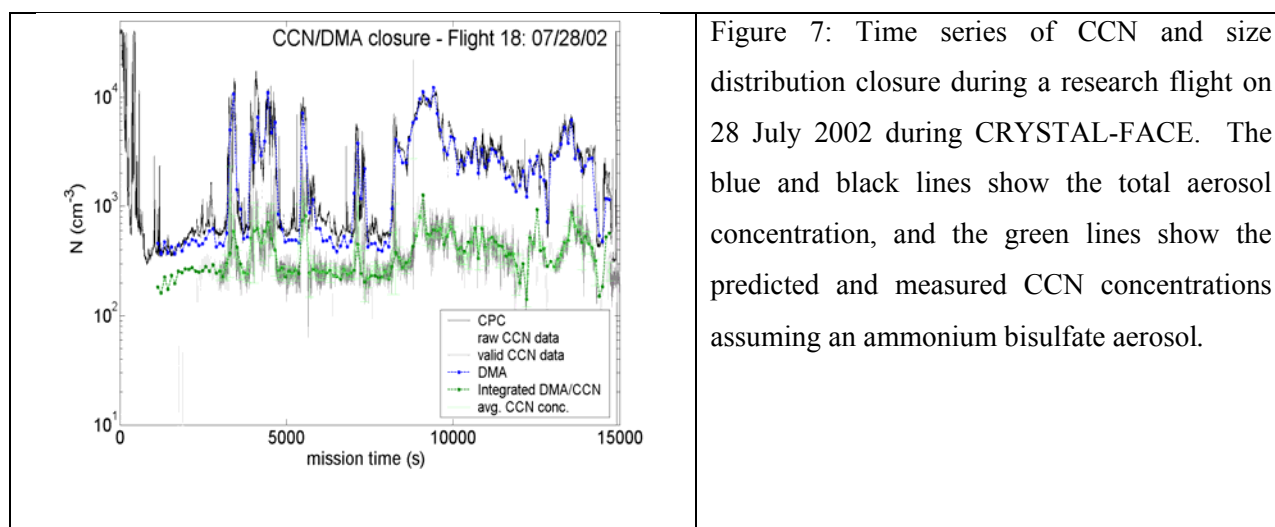 CCN/DMA closure - Flight 18: 07/28/02
N (cm-3)
10^4
10^3
10^2
10^1
0
5000
10000
15000
mission time (s)
CPC
raw CCN data
valid CCN data
DMA
Integrated DMA/CCN
avg. CCN conc.
Figure 7: Time series of CCN and size
distribution closure during a research flight on
28 July 2002 during CRYSTAL-FACE. The
blue and black lines show the total aerosol
concentration, and the green lines show the
predicted and measured CCN concentrations
assuming an ammonium bisulfate aerosol.